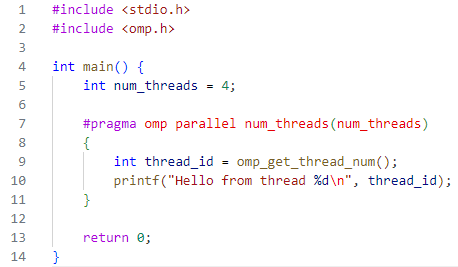 1 #include <stdio.h>
2 #include <omp.h>
3
4 int main() {
5     int num_threads = 4;
6
7     #pragma omp parallel num_threads(num_threads)
8     {
9         int thread_id = omp_get_thread_num();
10         printf("Hello from thread %d\n", thread_id);
11     }
12
13     return 0;
14 }